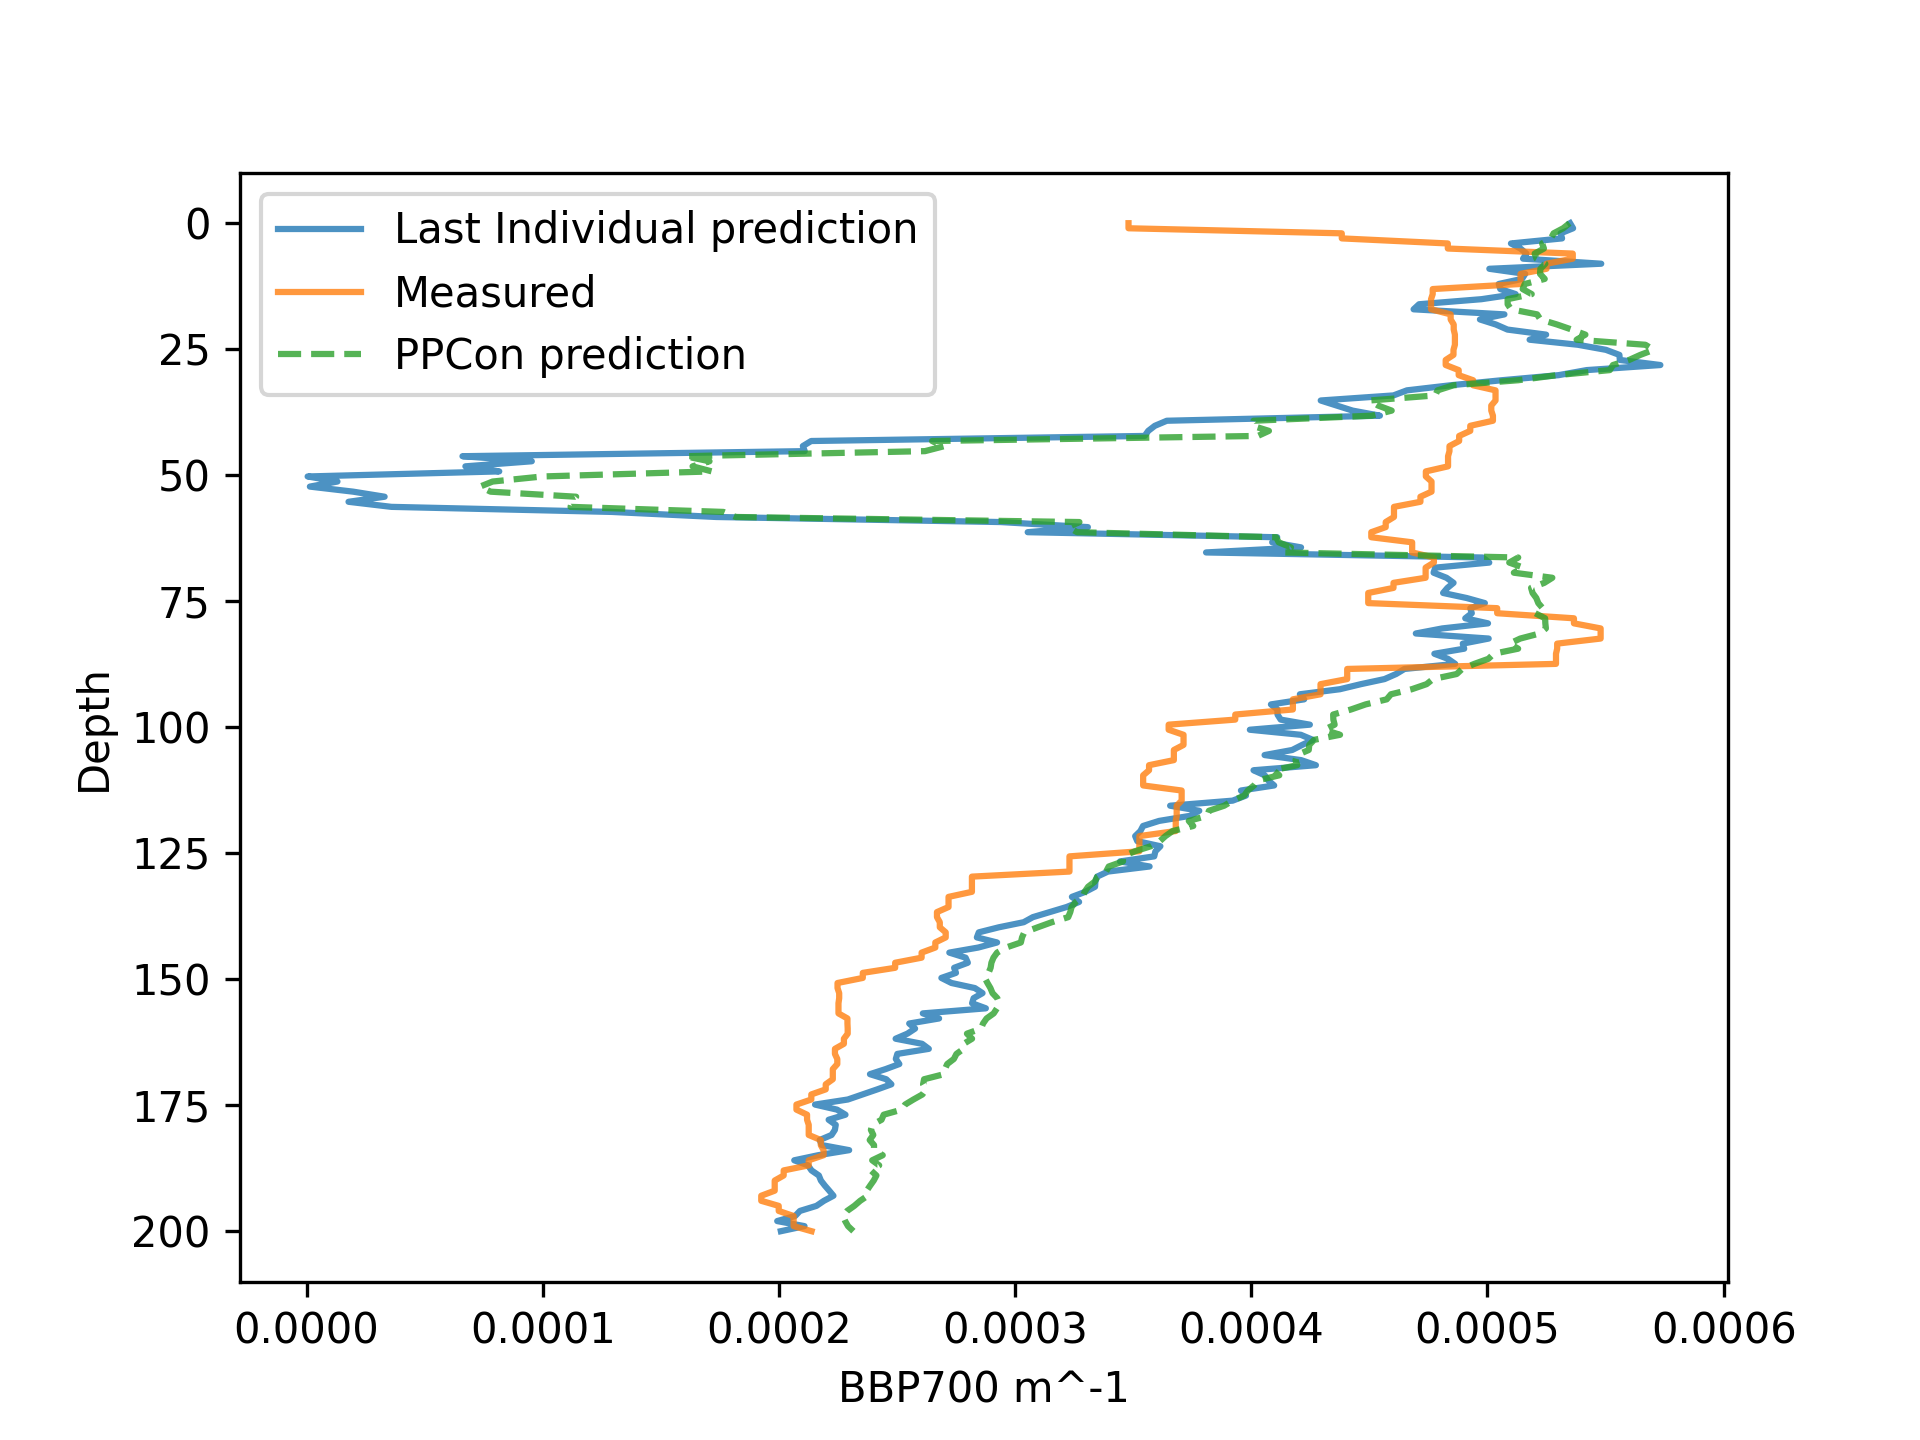 Last Individual prediction
Measured
PPCon prediction
0
25
50
75
100
125
150
175
200
Depth
0.0000 0.0001 0.0002 0.0003 0.0004 0.0005 0.0006
BBP700 m^-1